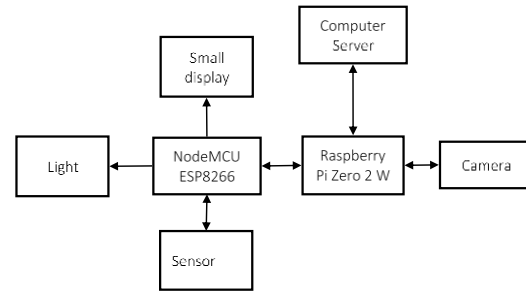 Computer
Server
Small
display
Light
NodeMCU
ESP8266
Raspberry
Pi Zero 2 W
Camera
Sensor